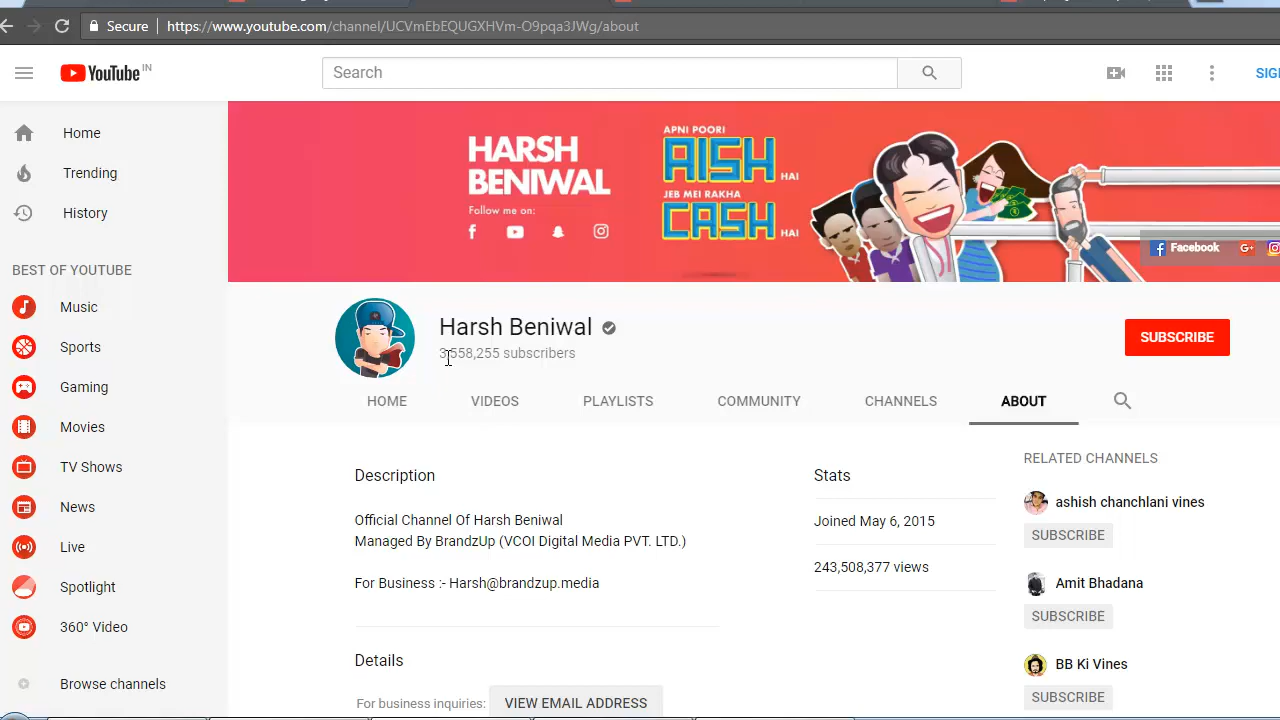 Secure https://www.youtube.com/channel/UCVmEbEQUGXHVm-O9pqa3JWg/about
YouTube IN
Search
SIGN
Home
Trending
History
BEST OF YOUTUBE
Music
Sports
Gaming
Movies
TV Shows
News
Live
Spotlight
360° Video
Browse channels
HARSH
BENIWAL
Follow me on:
APNI POORI
AISH HAI
JEB MEI RAKHA
CASH HAI
Facebook
Harsh Beniwal
3,558,255 subscribers
SUBSCRIBE
HOME VIDEOS PLAYLISTS COMMUNITY CHANNELS ABOUT
Description
Official Channel Of Harsh Beniwal
Managed By BrandzUp (VCOI Digital Media PVT. LTD.)
For Business :- Harsh@brandzup.media
Details
For business inquiries: VIEW EMAIL ADDRESS
Stats
Joined May 6, 2015
243,508,377 views
RELATED CHANNELS
ashish chanchlani vines
SUBSCRIBE
Amit Bhadana
SUBSCRIBE
BB Ki Vines
SUBSCRIBE